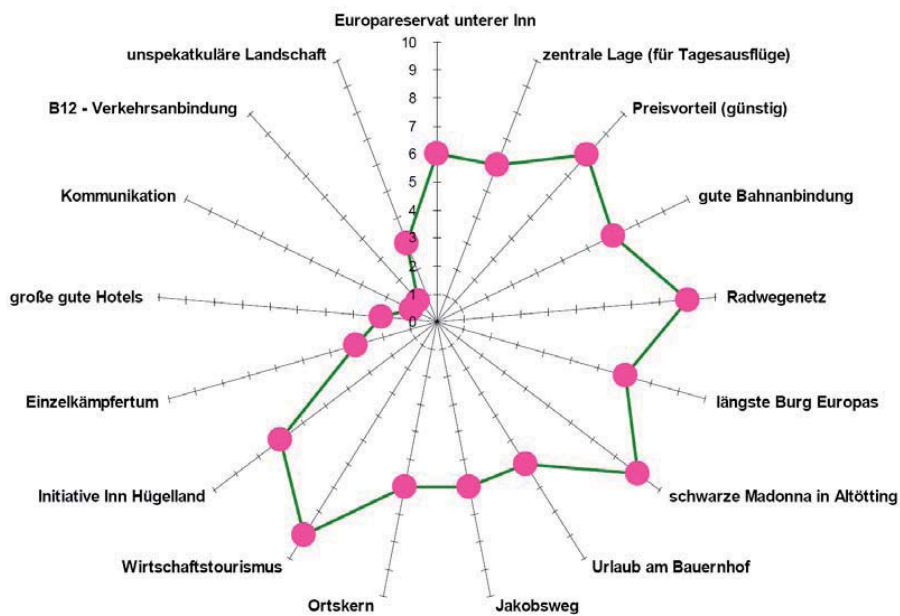 Europareservat unterer Inn
zentrale Lage (für Tagesausflüge)
Preisvorteil (günstig)
gute Bahnanbindung
Radwegenetz
längste Burg Europas
schwarze Madonna in Altötting
Urlaub am Bauernhof
Jakobsweg
Ortskern
Wirtschaftstourismus
Initiative Inn Hügelland
Einzelkämpfertum
große gute Hotels
Kommunikation
B12 - Verkehrsanbindung
unspekatkuläre Landschaft
10
9
8
7
6
5
4
3
2
1
0